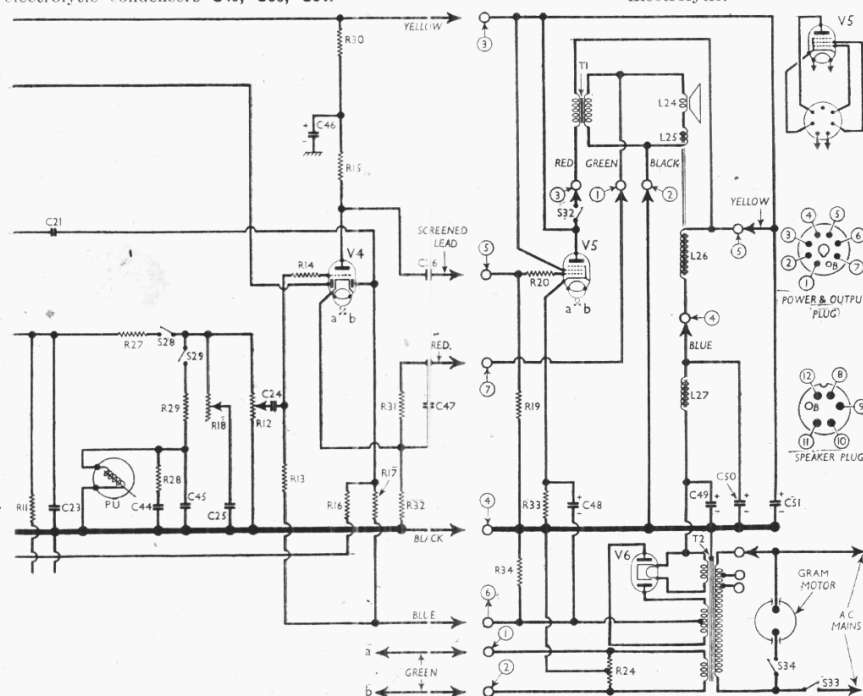 electrolytic condensers C49, C50, C51.
YELLOW
3
V5
R30
T1
L24
C46
L25
R15
RED
GREEN
BLACK
3
1
2
YELLOW
S32
C21
SCREENED LEAD
V4
5
V5
5
R14
C16
L26
R20
a b
a b
4 5
3 6
2 7
1 B
POWER & OUTPUT PLUG
4
BLUE
R27
S28
S29
RED
7
L27
12 8
B 9
11 10
SPEAKER PLUG
R29
R18
C24
R12
R31
C47
R19
R17
PU
R28
R13
C50
R11
C23
C44
C45
C25
R16
R32
4
R33
C48
C49
C51
BLACK
T2
V6
R34
GRAM MOTOR
6
A.C. MAINS
BLUE
1
a
GREEN
2
R24
S34
b
S33